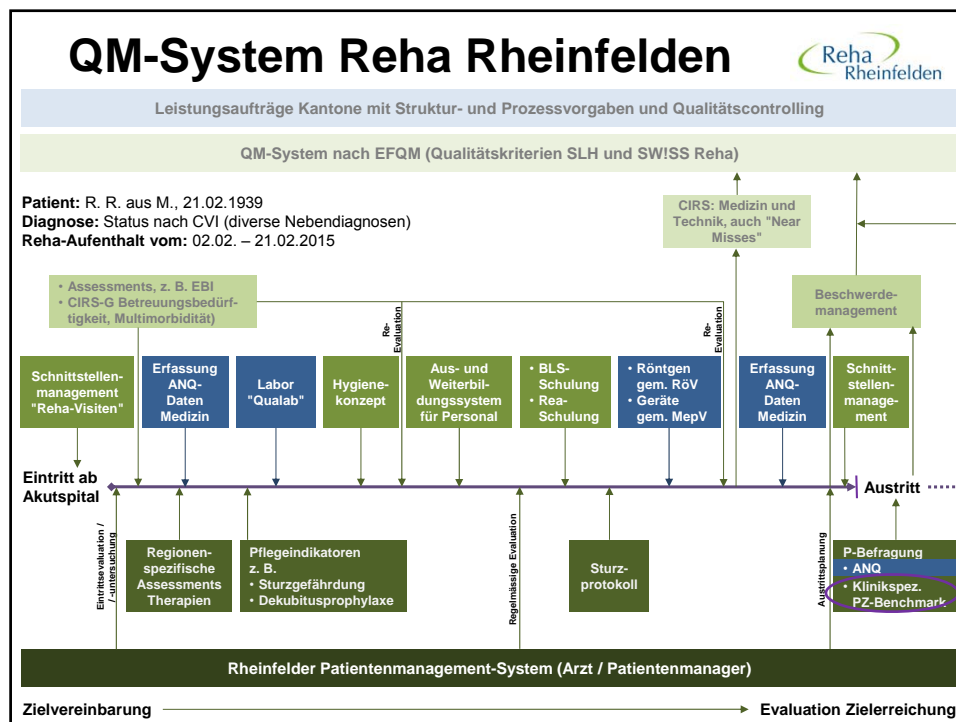 QM-System Reha Rheinfelden
Reha
Rheinfelden
Leistungsaufträge Kantone mit Struktur- und Prozessvorgaben und Qualitätscontrolling
QM-System nach EFQM (Qualitätskriterien SLH und SW!SS Reha)
Patient: R. R. aus M., 21.02.1939
Diagnose: Status nach CVI (diverse Nebendiagnosen)
Reha-Aufenthalt vom: 02.02. – 21.02.2015
CIRS: Medizin und
Technik, auch "Near
Misses"
• Assessments, z. B. EBI
• CIRS-G Betreuungsbedürf-
tigkeit, Multimorbidität)
Beschwerde-
management
Re-
Evaluation
Re-
Evaluation
Schnittstellen-
management
"Reha-Visiten"
Erfassung
ANQ-
Daten
Medizin
Labor
"Qualab"
Hygiene-
konzept
Aus- und
Weiterbil-
dungssystem
für Personal
• BLS-
Schulung
• Rea-
Schulung
• Röntgen
gem. RöV
• Geräte
gem. MepV
Erfassung
ANQ-
Daten
Medizin
Schnitt-
stellen-
manage-
ment
Eintritt ab
Akutspital
Austritt
Eintrittsevaluation /
/ -untersuchung
Regionen-
spezifische
Assessments
Therapien
Pflegeindikatoren
z. B.
• Sturzgefährdung
• Dekubitusprophylaxe
Regelmässige Evaluation
Sturz-
protokoll
Austrittsplanung
P-Befragung
• ANQ
• Klinikspez.
PZ-Benchmark
Rheinfelder Patientenmanagement-System (Arzt / Patientenmanager)
Zielvereinbarung
Evaluation Zielerreichung